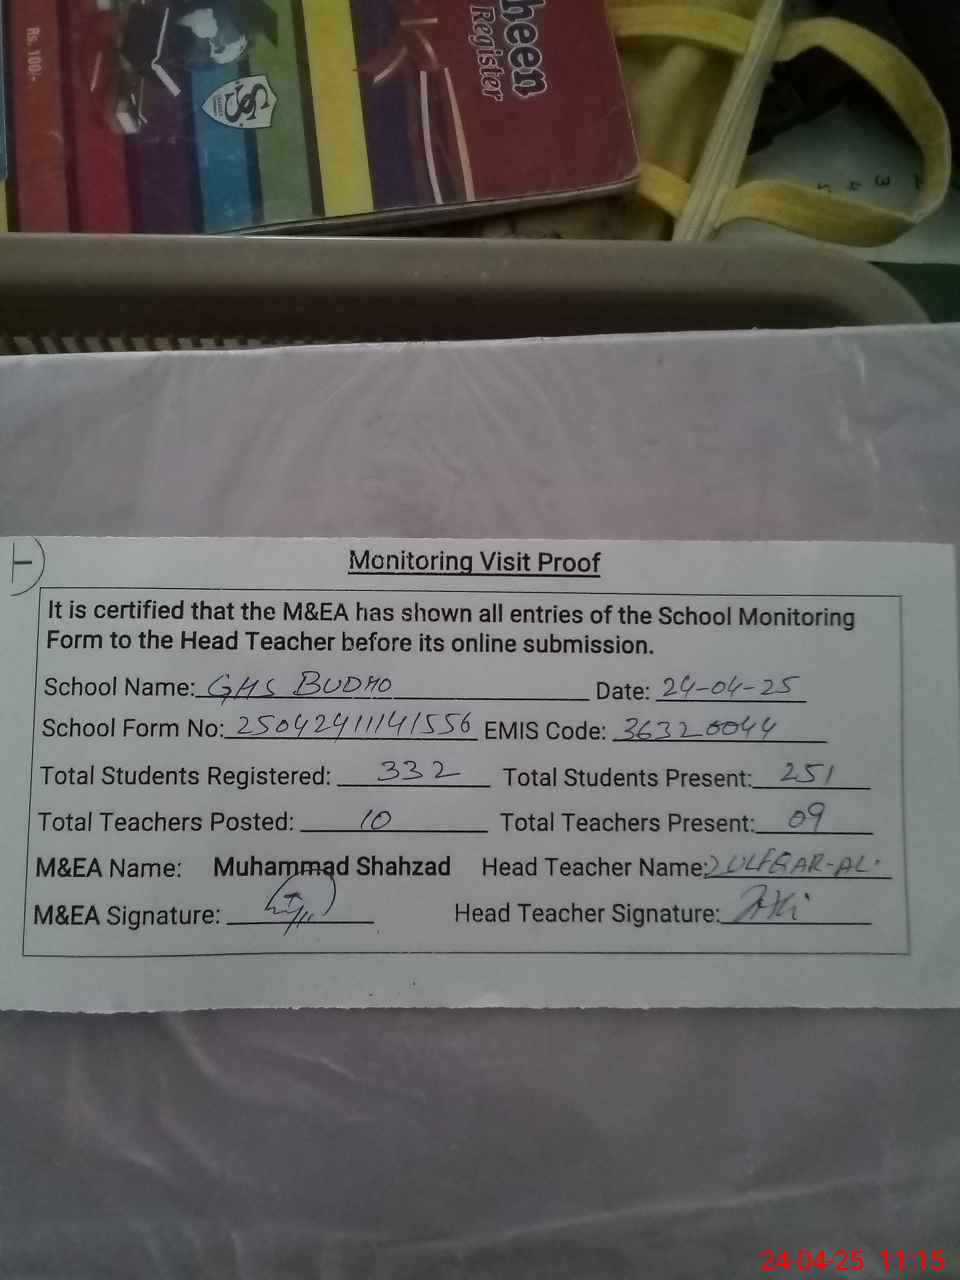 Rs. 100/-
heen
Register
3
4
5
Monitoring Visit Proof
It is certified that the M&EA has shown all entries of the School Monitoring
Form to the Head Teacher before its online submission.
School Name: GHS BUDHO Date: 24-04-25
School Form No: 25042411141556 EMIS Code: 36320044
Total Students Registered: 332 Total Students Present: 251
Total Teachers Posted: 10 Total Teachers Present: 09
M&EA Name: Muhammad Shahzad Head Teacher Name: ZULFGAR-ALI
M&EA Signature: Head Teacher Signature:
24-04-25 11:15